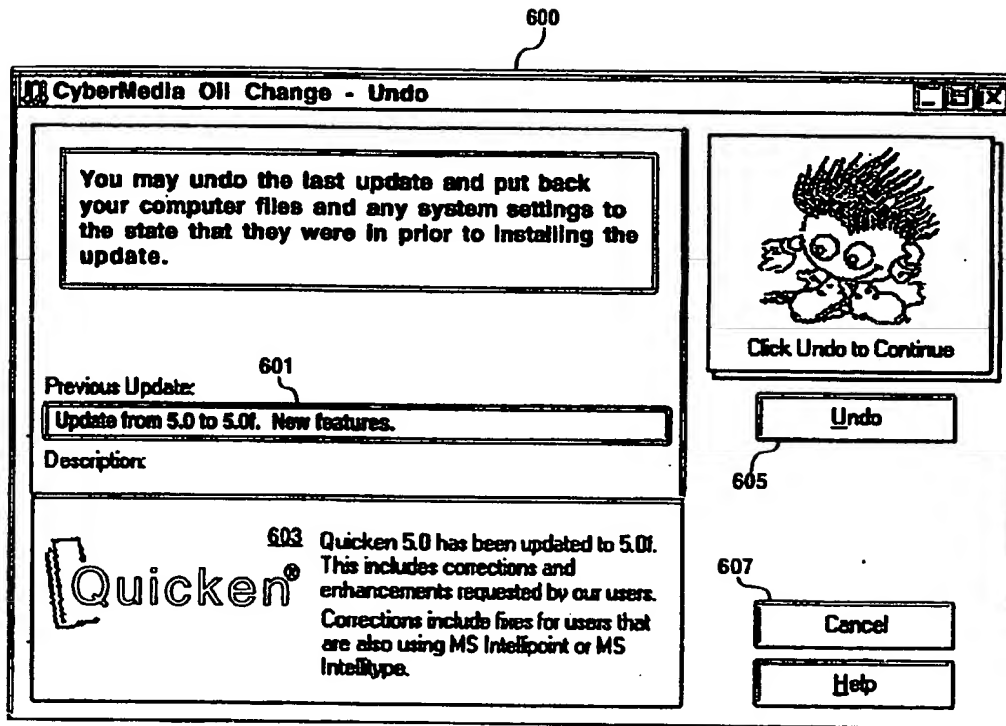 600
CyberMedia Oil Change - Undo
You may undo the last update and put back
your computer files and any system settings to
the state that they were in prior to installing the
update.
Click Undo to Continue
601
Previous Update:
Update from 5.0 to 5.0f. New features.
Undo
605
Description:
603
Quicken®
Quicken 5.0 has been updated to 5.0f.
This includes corrections and
enhancements requested by our users.
Corrections include fixes for users that
are also using MS Intellipoint or MS
Intellitype.
607
Cancel
Help